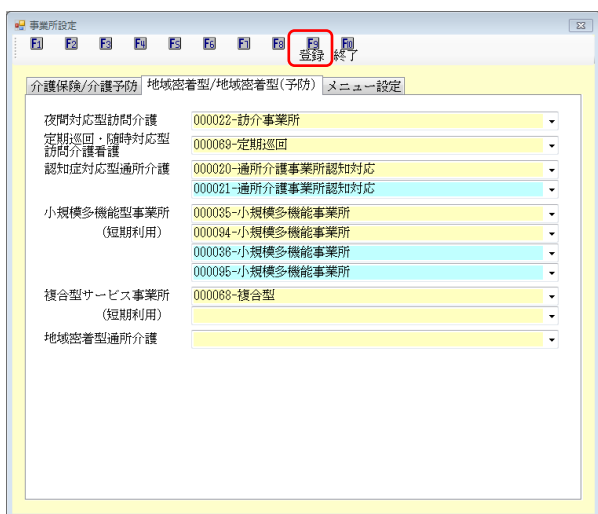 事業所設定
F1 F2 F3 F4 F5 F6 F7 F8 F9 F10
登録 終了
介護保険/介護予防 地域密着型/地域密着型(予防) メニュー設定
夜間対応型訪問介護 000022-訪介事業所
定期巡回・随時対応型
訪問介護看護 000069-定期巡回
認知症対応型通所介護 000020-通所介護事業所認知対応
000021-通所介護事業所認知対応
小規模多機能型事業所 000035-小規模多機能事業所
(短期利用) 000094-小規模多機能事業所
000036-小規模多機能事業所
000095-小規模多機能事業所
複合型サービス事業所 000068-複合型
(短期利用)
地域密着型通所介護